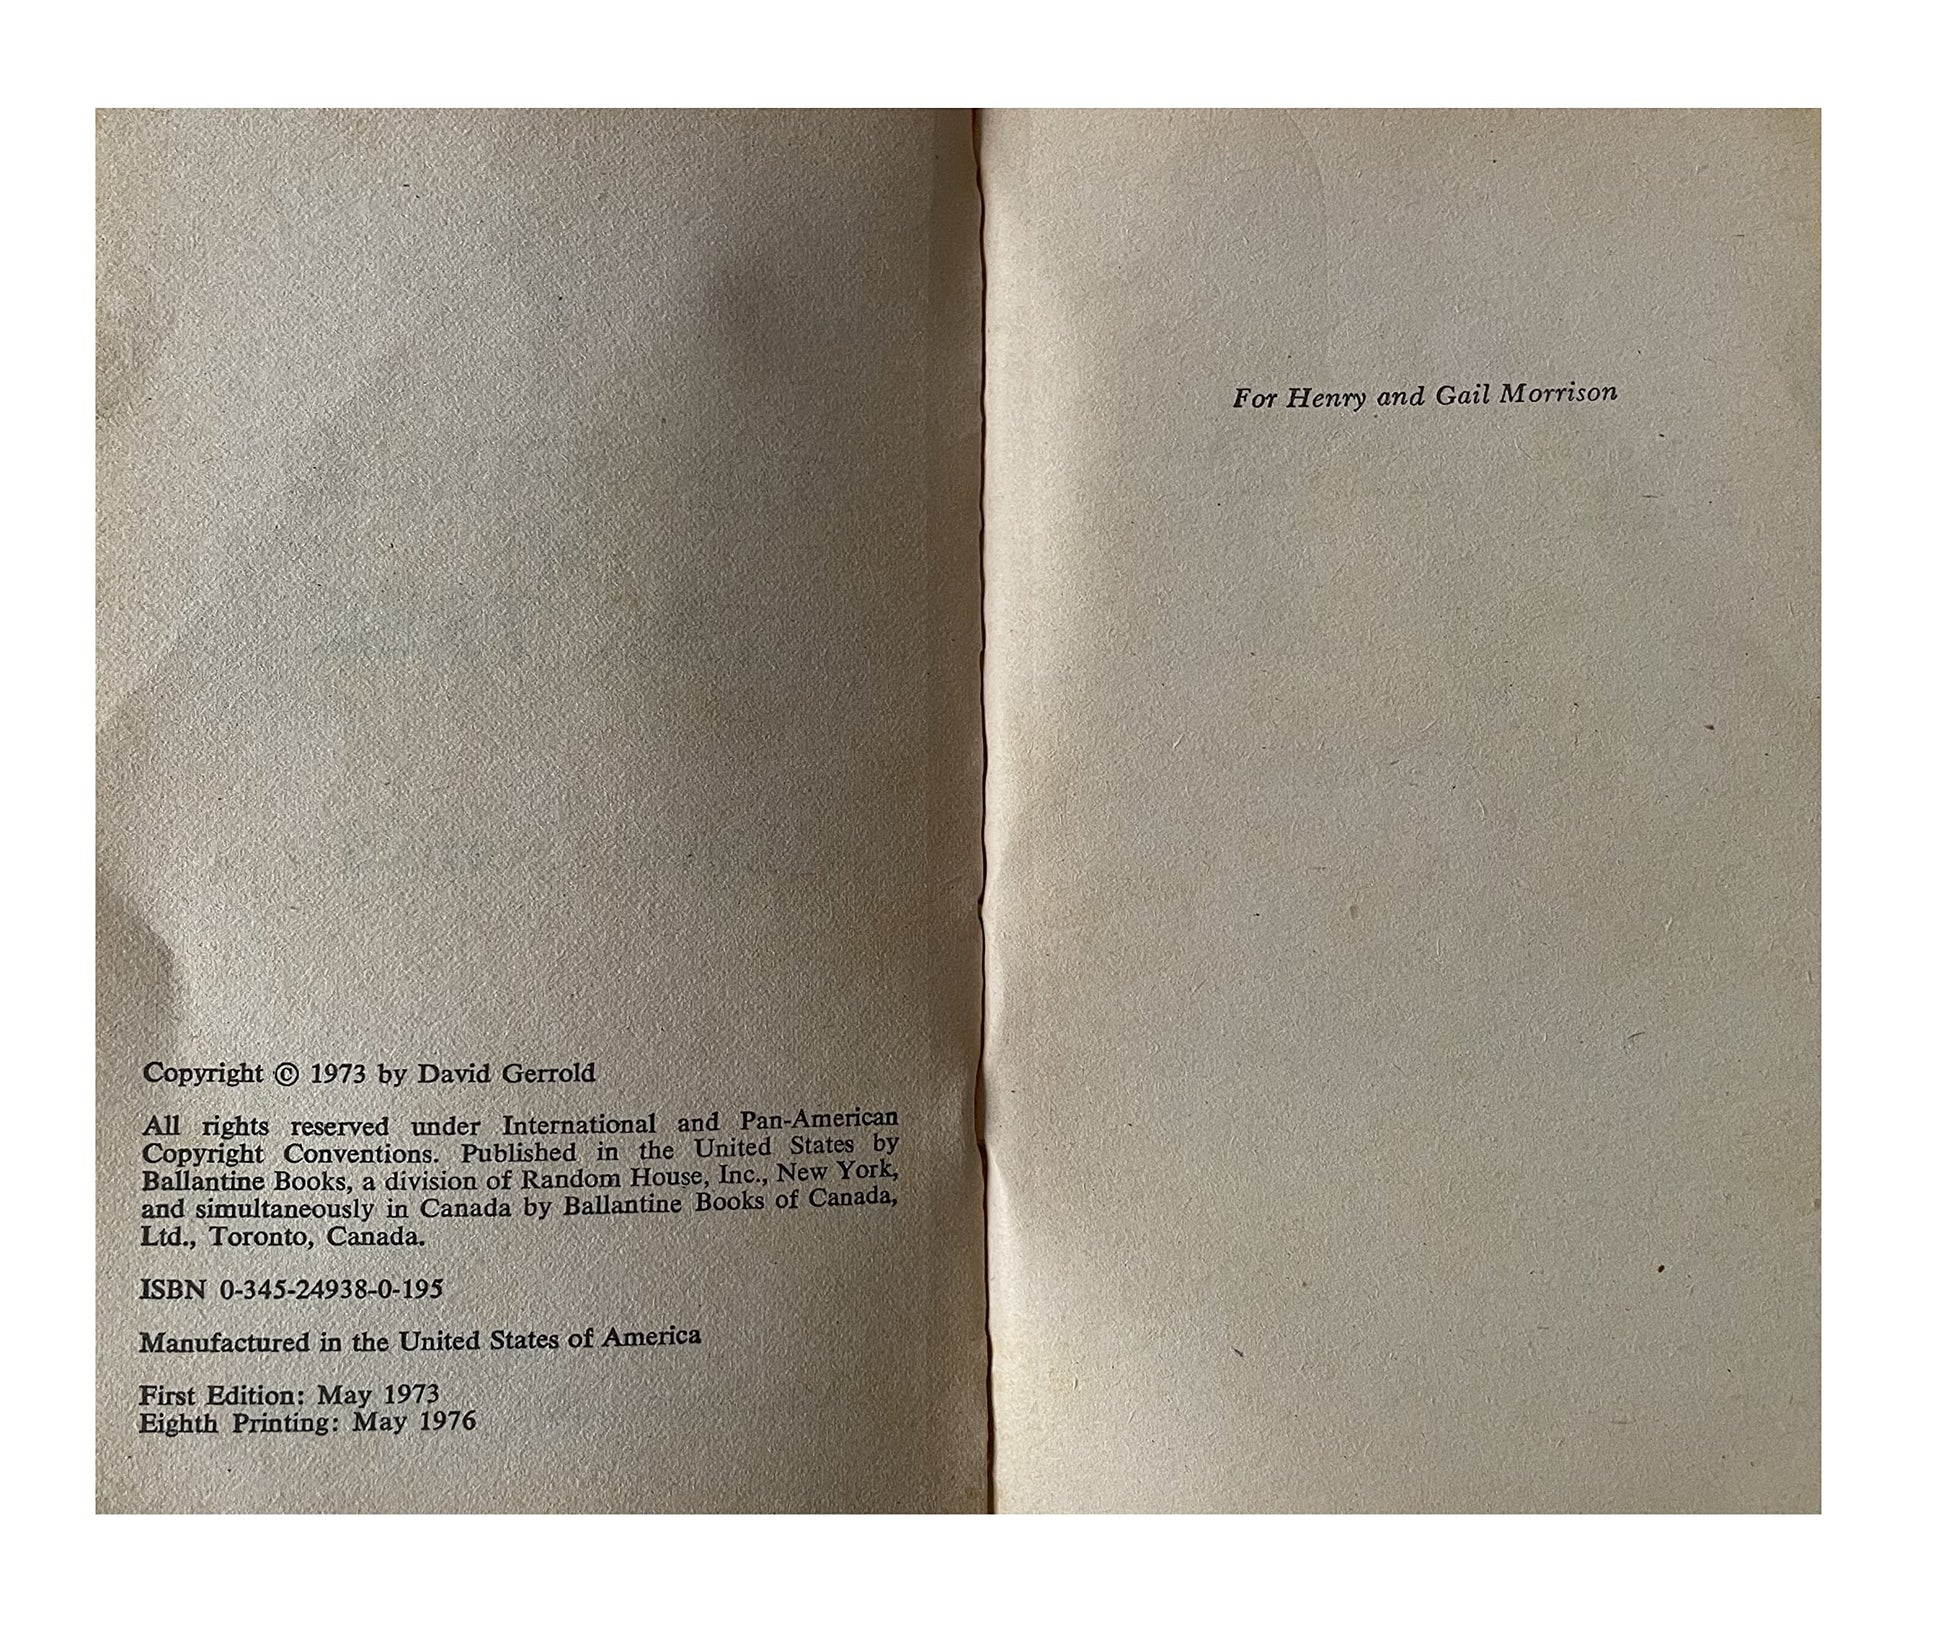 Copyright © 1973 by David Gerrold
All rights reserved under International and Pan-American
Copyright Conventions. Published in the United States by
Ballantine Books, a division of Random House, Inc., New York,
and simultaneously in Canada by Ballantine Books of Canada,
Ltd., Toronto, Canada.
ISBN 0-345-24938-0-195
Manufactured in the United States of America
First Edition: May 1973
Eighth Printing: May 1976
For Henry and Gail Morrison